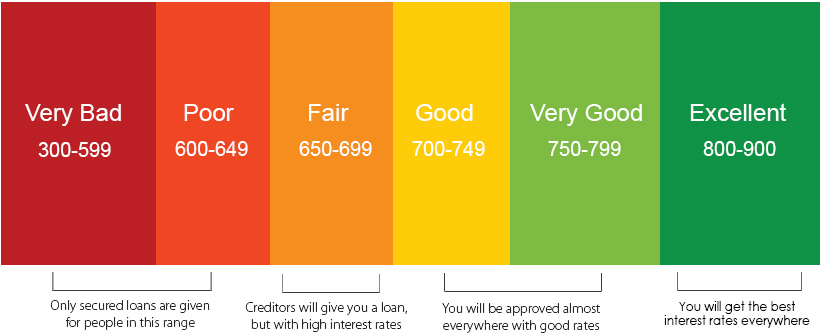 Very Bad
300-599
Poor
600-649
Fair
650-699
Good
700-749
Very Good
750-799
Excellent
800-900
Only secured loans are given
for people in this range
Creditors will give you a loan,
but with high interest rates
You will be approved almost
everywhere with good rates
You will get the best
interest rates everywhere